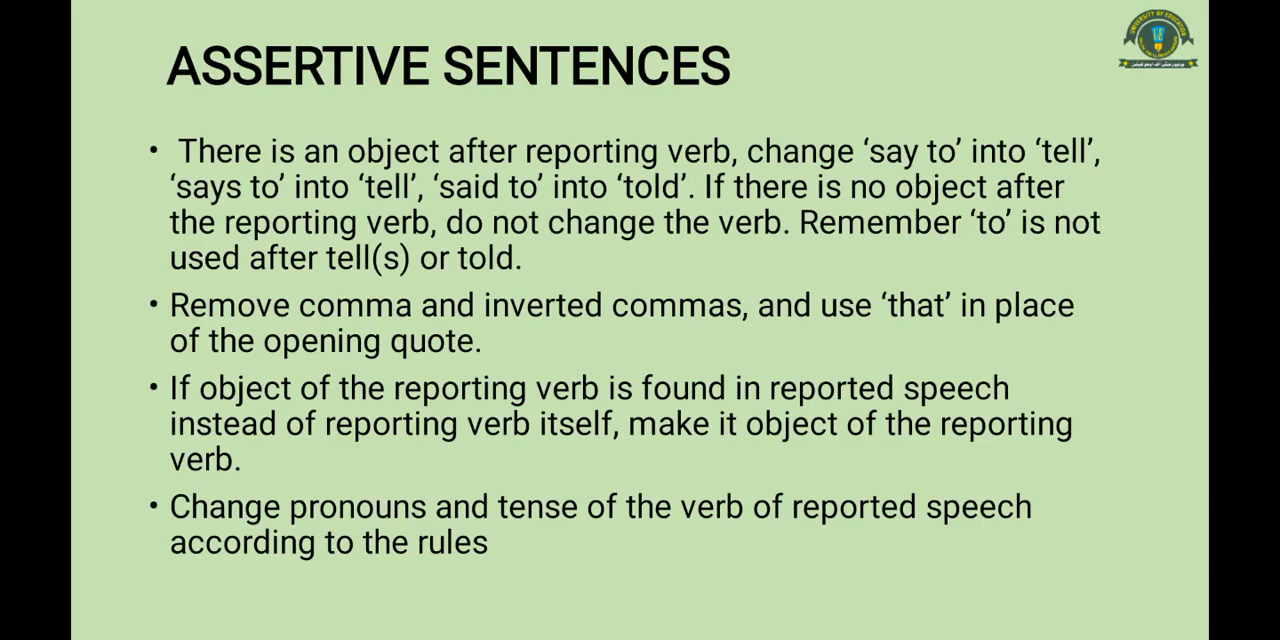 UNIVERSITY OF EDUCATION
ASSERTIVE SENTENCES
• There is an object after reporting verb, change ‘say to’ into ‘tell’,
‘says to’ into ‘tell’, ‘said to’ into ‘told’. If there is no object after
the reporting verb, do not change the verb. Remember ‘to’ is not
used after tell(s) or told.
• Remove comma and inverted commas, and use ‘that’ in place
of the opening quote.
• If object of the reporting verb is found in reported speech
instead of reporting verb itself, make it object of the reporting
verb.
• Change pronouns and tense of the verb of reported speech
according to the rules